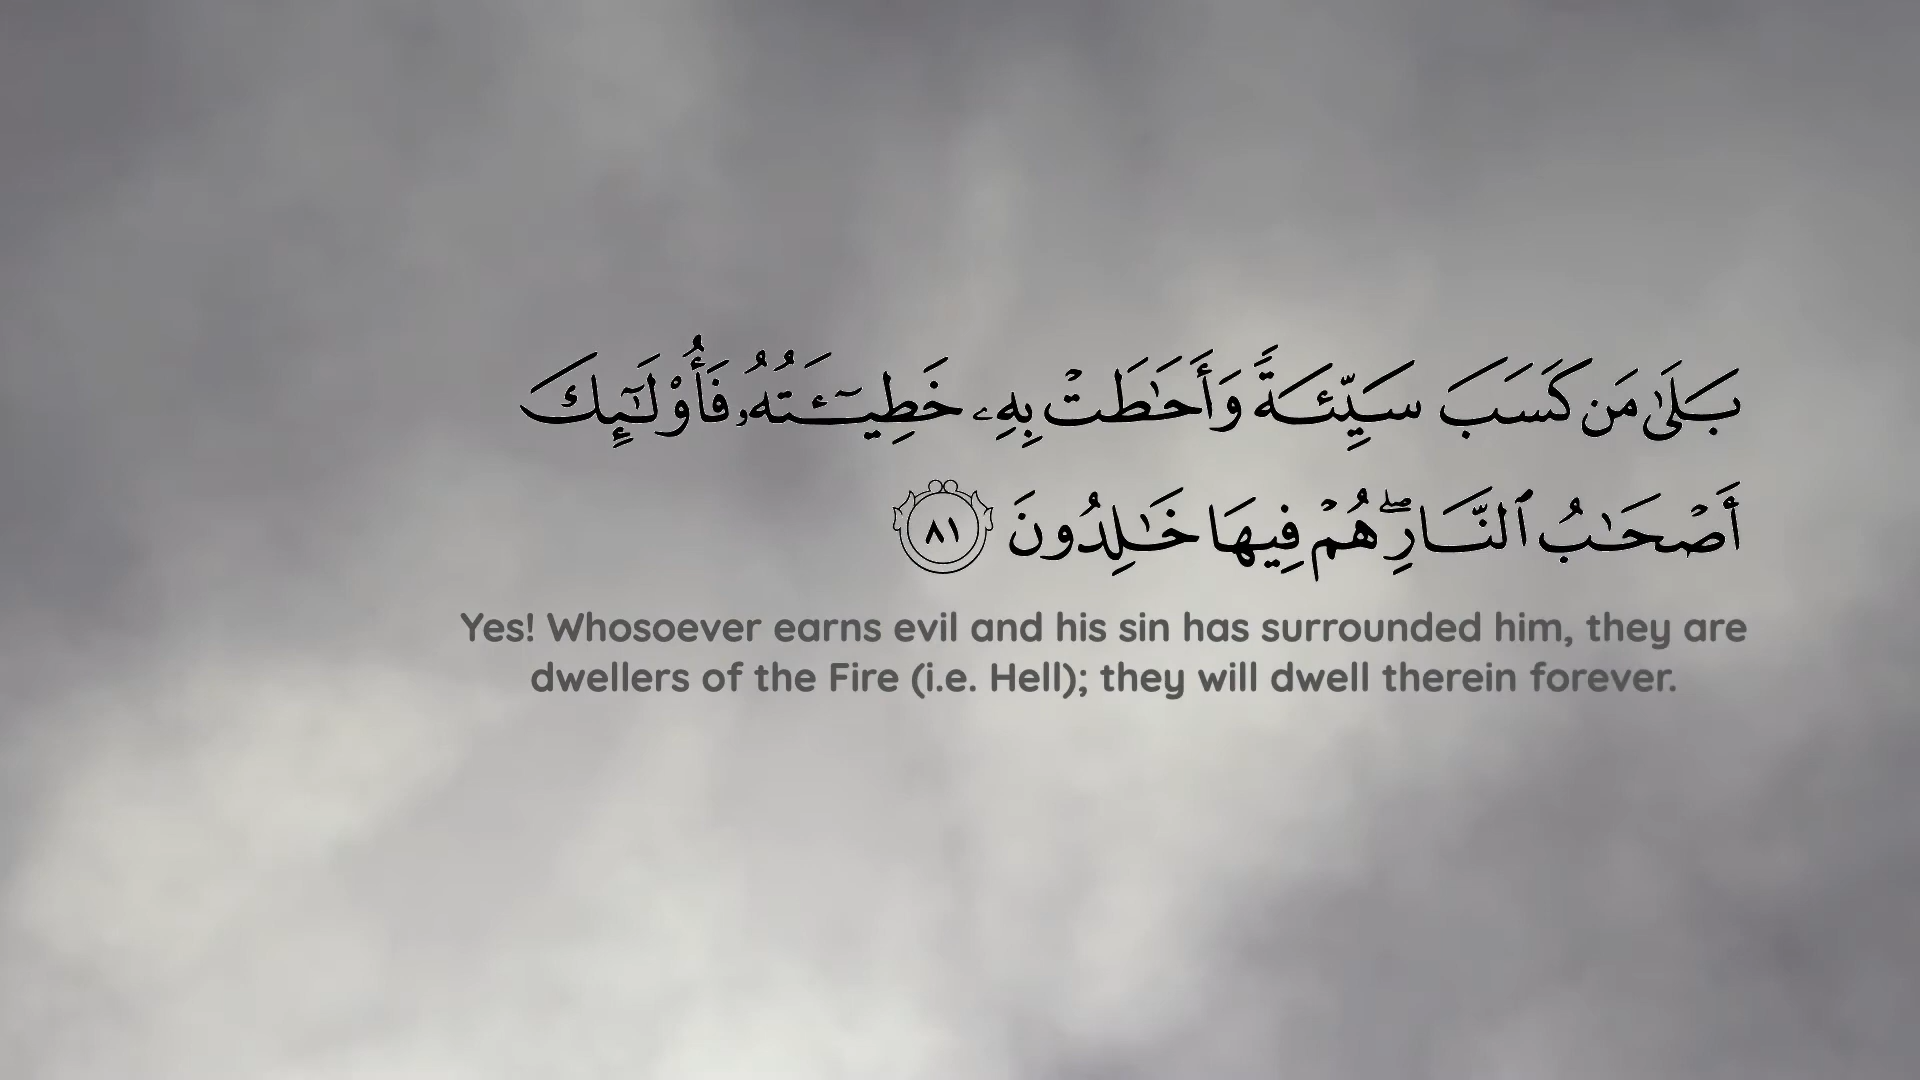 بَلَىٰ مَن كَسَبَ سَيِّئَةً وَأَحَٰطَتْ بِهِۦ خَطِيـَٔتُهُۥ فَأُو۟لَـٰٓئِكَ
أَصْحَـٰبُ ٱلنَّارِ ۖ هُمْ فِيهَا خَـٰلِدُونَ ٨١
Yes! Whosoever earns evil and his sin has surrounded him, they are
dwellers of the Fire (i.e. Hell); they will dwell therein forever.